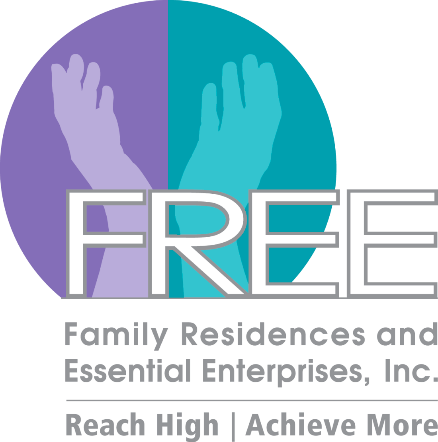 FREE
Family Residences and
Essential Enterprises, Inc.
Reach High | Achieve More